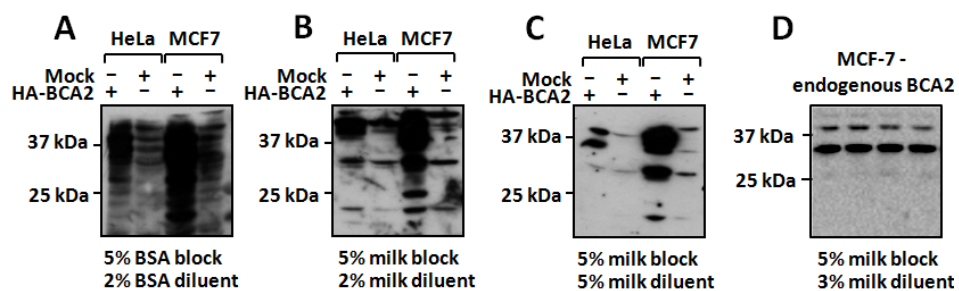 A
HeLa MCF7
Mock – + – +
HA-BCA2 + – + –
37 kDa
25 kDa
5% BSA block
2% BSA diluent
B
HeLa MCF7
Mock – + – +
HA-BCA2 + – + –
37 kDa
25 kDa
5% milk block
2% milk diluent
C
HeLa MCF7
Mock – + – +
HA-BCA2 + – + –
37 kDa
25 kDa
5% milk block
5% milk diluent
D
MCF-7 -
endogenous BCA2
37 kDa
25 kDa
5% milk block
3% milk diluent